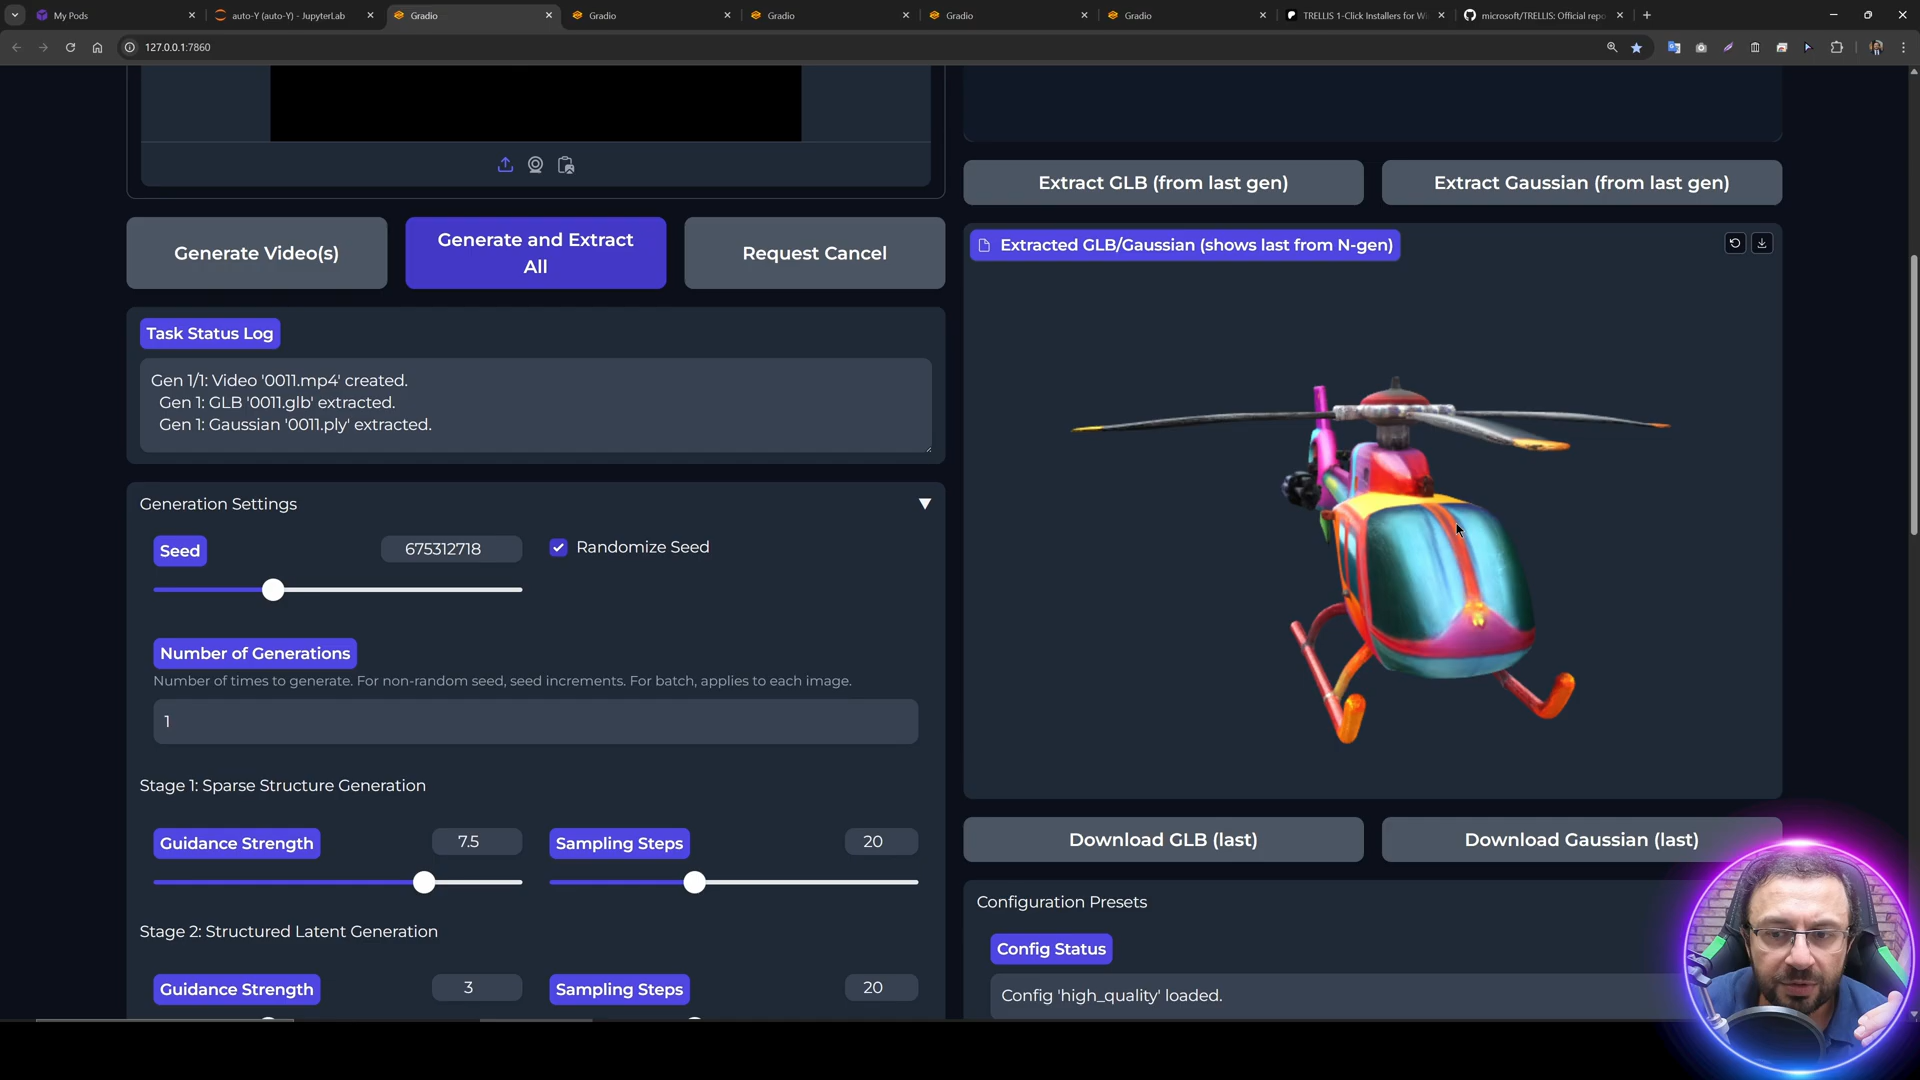 My Pods
auto-Y (auto-Y) - JupyterLab
Gradio
Gradio
Gradio
Gradio
Gradio
TRELLIS 1-Click Installers for Wi
microsoft/TRELLIS: Official repo
127.0.0.1:7860
Extract GLB (from last gen)
Extract Gaussian (from last gen)
Generate Video(s)
Generate and Extract
All
Request Cancel
Extracted GLB/Gaussian (shows last from N-gen)
Task Status Log
Gen 1/1: Video '0011.mp4' created.
Gen 1: GLB '0011.glb' extracted.
Gen 1: Gaussian '0011.ply' extracted.
Generation Settings
Seed
675312718
Randomize Seed
Number of Generations
Number of times to generate. For non-random seed, seed increments. For batch, applies to each image.
1
Stage 1: Sparse Structure Generation
Guidance Strength
7.5
Sampling Steps
20
Stage 2: Structured Latent Generation
Guidance Strength
3
Sampling Steps
20
Download GLB (last)
Download Gaussian (last)
Configuration Presets
Config Status
Config 'high_quality' loaded.